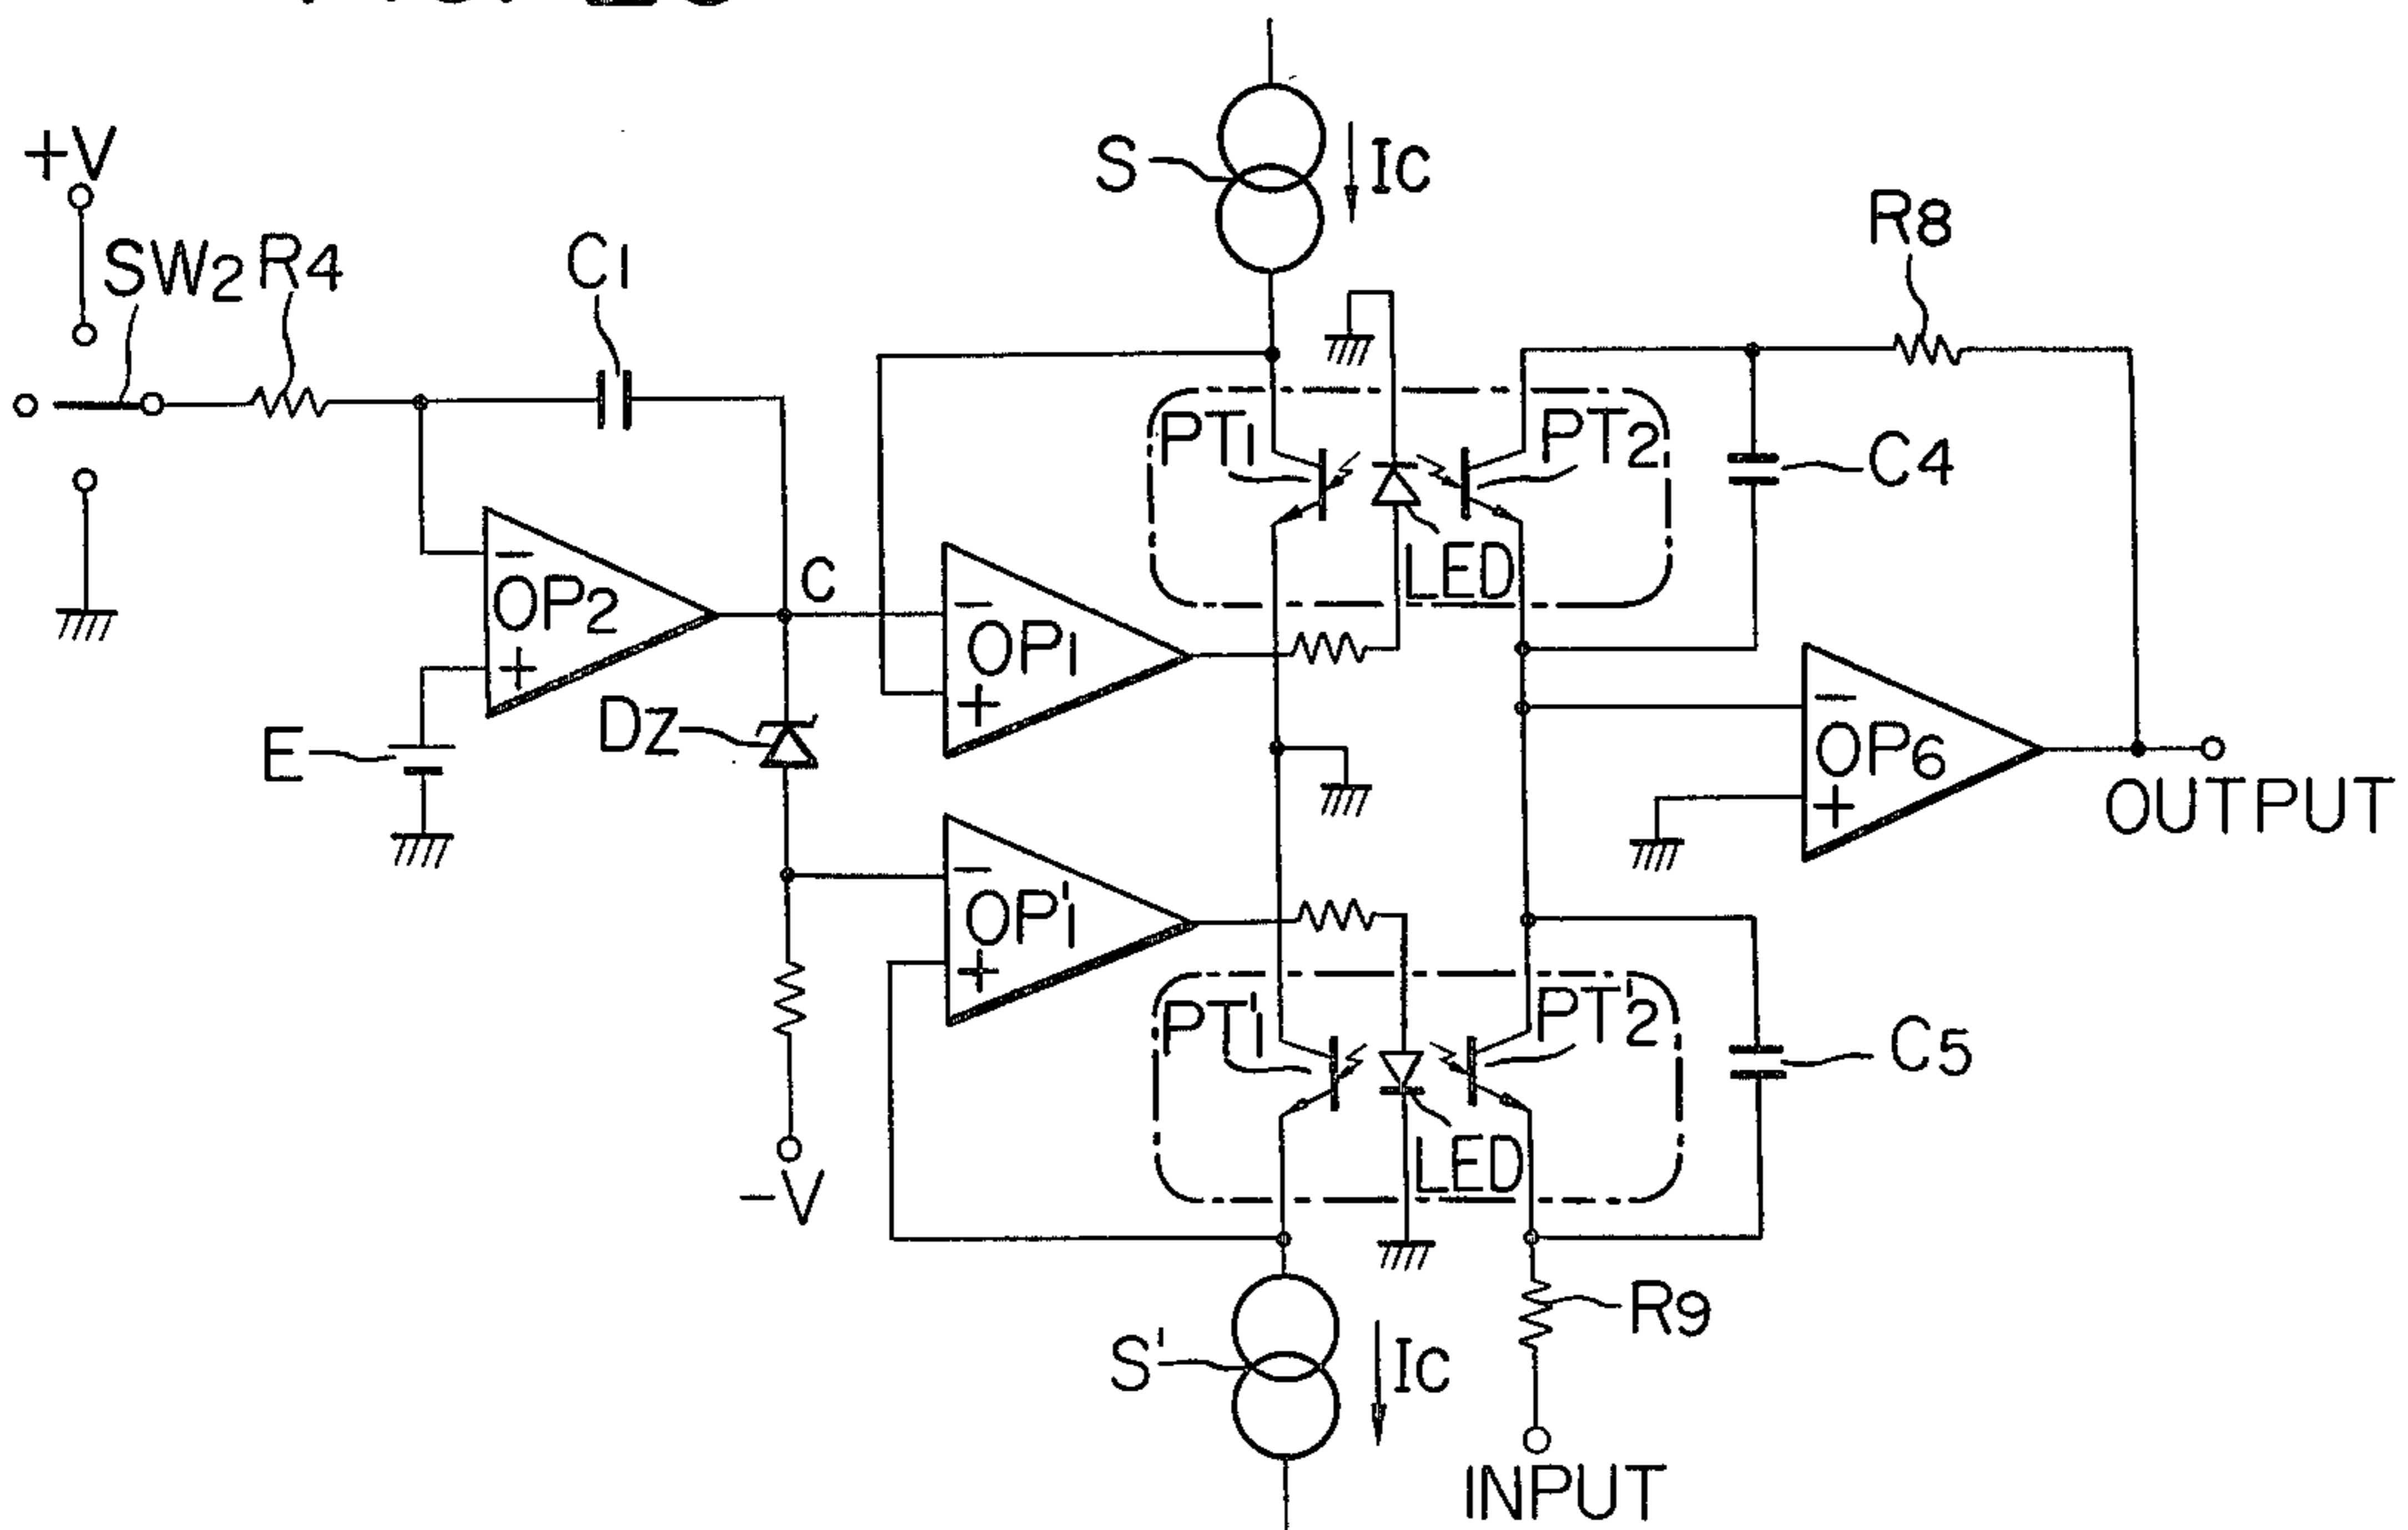 +V
SW2
R4
C1
S
IC
R8
PT1
PT2
C4
LED
C
OP2
-
+
OP1
-
+
E
DZ
OP6
-
+
OUTPUT
OP'1
-
+
PT'1
PT'2
C5
LED
-V
S'
IC
R9
INPUT